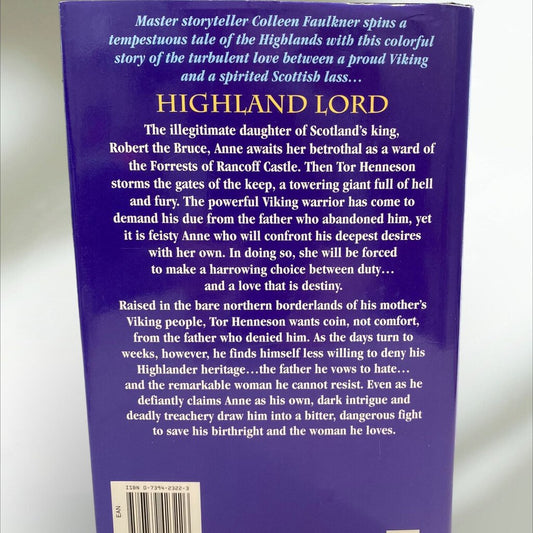 Master storyteller Colleen Faulkner spins a
tempestuous tale of the Highlands with this colorful
story of the turbulent love between a proud Viking
and a spirited Scottish lass…
HIGHLAND LORD
The illegitimate daughter of Scotland's king,
Robert the Bruce, Anne awaits her betrothal as a ward of
the Forrests of Rancoff Castle. Then Tor Henneson
storms the gates of the keep, a towering giant full of hell
and fury. The powerful Viking warrior has come to
demand his due from the father who abandoned him, yet
it is feisty Anne who will confront his deepest desires
with her own. In doing so, she will be forced
to make a harrowing choice between duty…
and a love that is destiny.
Raised in the bare northern borderlands of his mother's
Viking people, Tor Henneson wants coin, not comfort,
from the father who denied him. As the days turn to
weeks, however, he finds himself less willing to deny his
Highlander heritage…the father he vows to hate…
and the remarkable woman he cannot resist. Even as he
defiantly claims Anne as his own, dark intrigue and
deadly treachery draw him into a bitter, dangerous fight
to save his birthright and the woman he loves.
ISBN 0-7394-2322-3
EAN